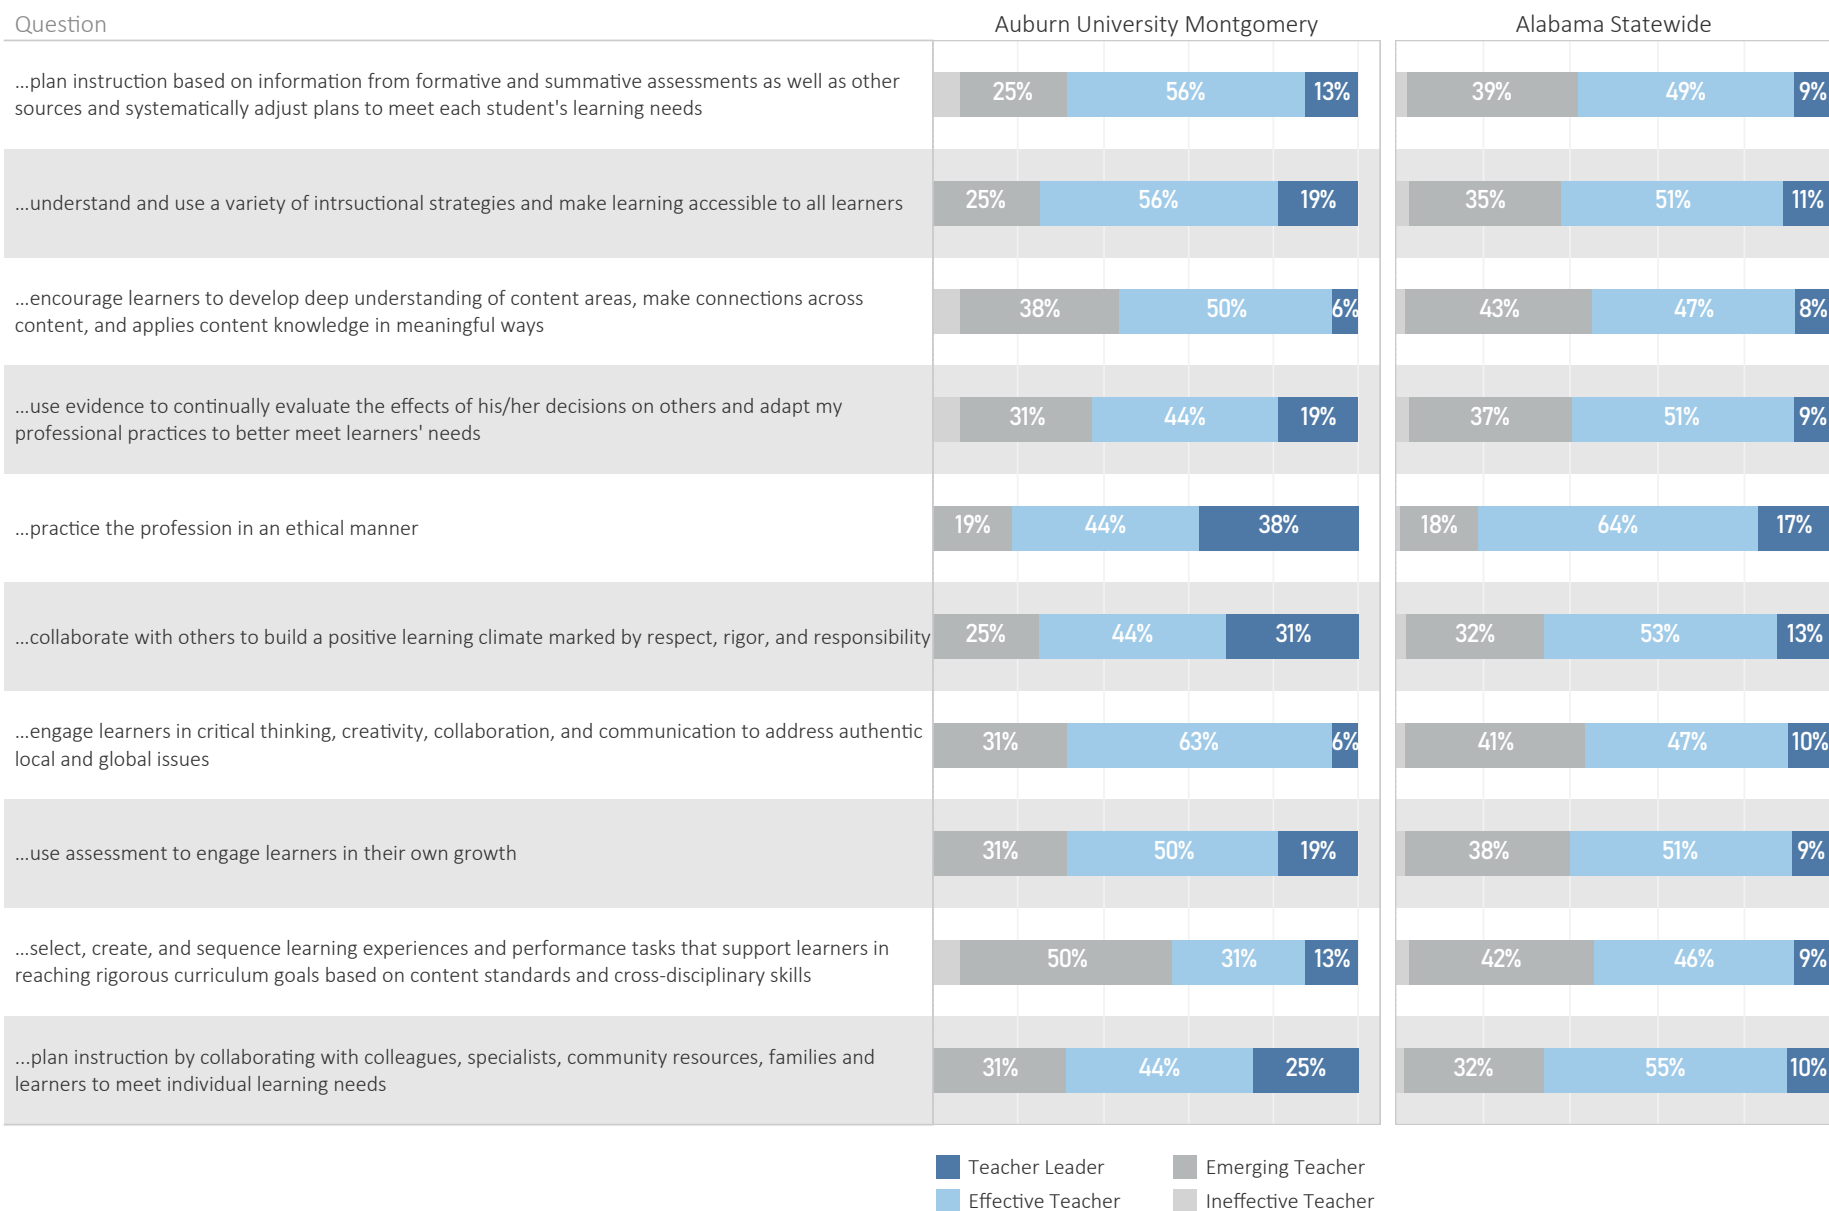 Question Auburn University Montgomery Alabama Statewide
...plan instruction based on information from formative and summative assessments as well as other
sources and systematically adjust plans to meet each student's learning needs
25% 56% 13% 39% 49% 9%
...understand and use a variety of intrsuctional strategies and make learning accessible to all learners
25% 56% 19% 35% 51% 11%
...encourage learners to develop deep understanding of content areas, make connections across
content, and applies content knowledge in meaningful ways
38% 50% 6% 43% 47% 8%
...use evidence to continually evaluate the effects of his/her decisions on others and adapt my
professional practices to better meet learners' needs
31% 44% 19% 37% 51% 9%
...practice the profession in an ethical manner
19% 44% 38% 18% 64% 17%
...collaborate with others to build a positive learning climate marked by respect, rigor, and responsibility
25% 44% 31% 32% 53% 13%
...engage learners in critical thinking, creativity, collaboration, and communication to address authentic
local and global issues
31% 63% 6% 41% 47% 10%
...use assessment to engage learners in their own growth
31% 50% 19% 38% 51% 9%
...select, create, and sequence learning experiences and performance tasks that support learners in
reaching rigorous curriculum goals based on content standards and cross-disciplinary skills
50% 31% 13% 42% 46% 9%
...plan instruction by collaborating with colleagues, specialists, community resources, families and
learners to meet individual learning needs
31% 44% 25% 32% 55% 10%
Teacher Leader Emerging Teacher
Effective Teacher Ineffective Teacher